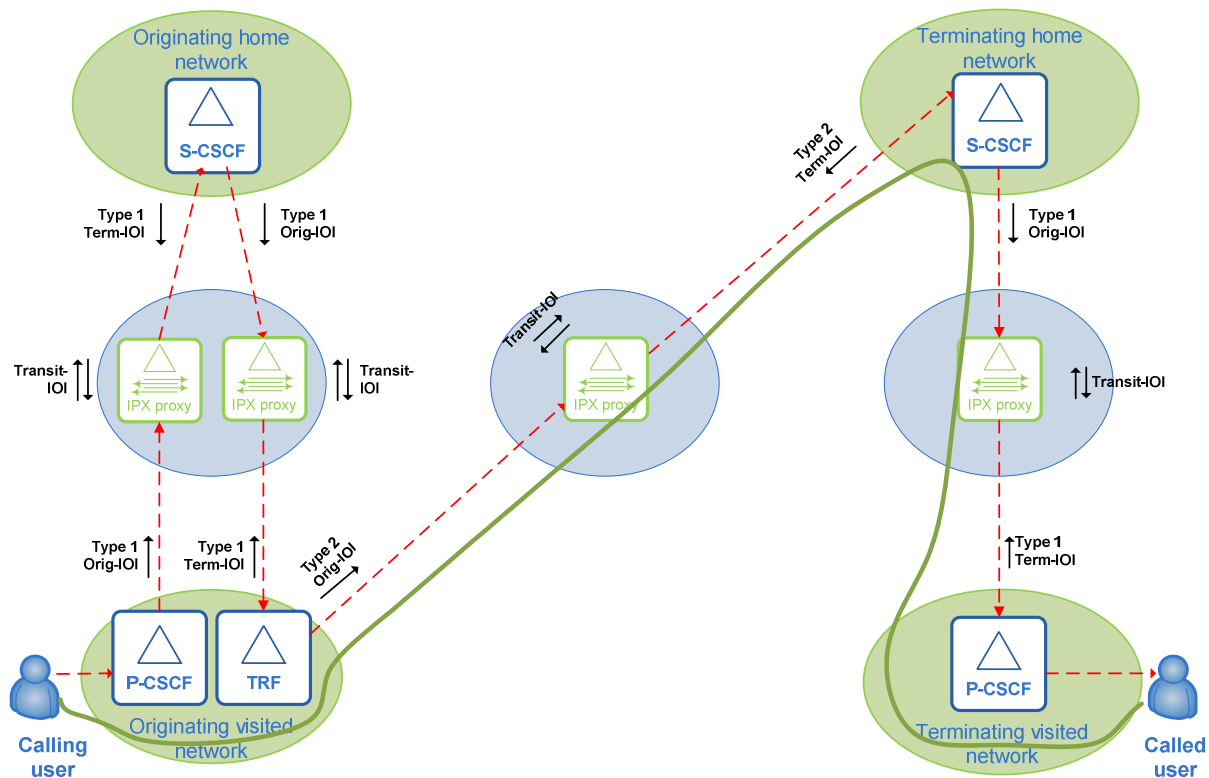 Originating home
network
S-CSCF
Terminating home
network
S-CSCF
Type 2
Term-IOI
Type 1
Term-IOI
Type 1
Orig-IOI
Type 1
Orig-IOI
Transit-
IOI
IPX proxy
IPX proxy
Transit-
IOI
Transit-IOI
IPX proxy
IPX proxy
Transit-IOI
Type 1
Orig-IOI
Type 1
Term-IOI
Type 2
Orig-IOI
Type 1
Term-IOI
P-CSCF
TRF
Originating visited
network
Calling
user
P-CSCF
Terminating visited
network
Called
user